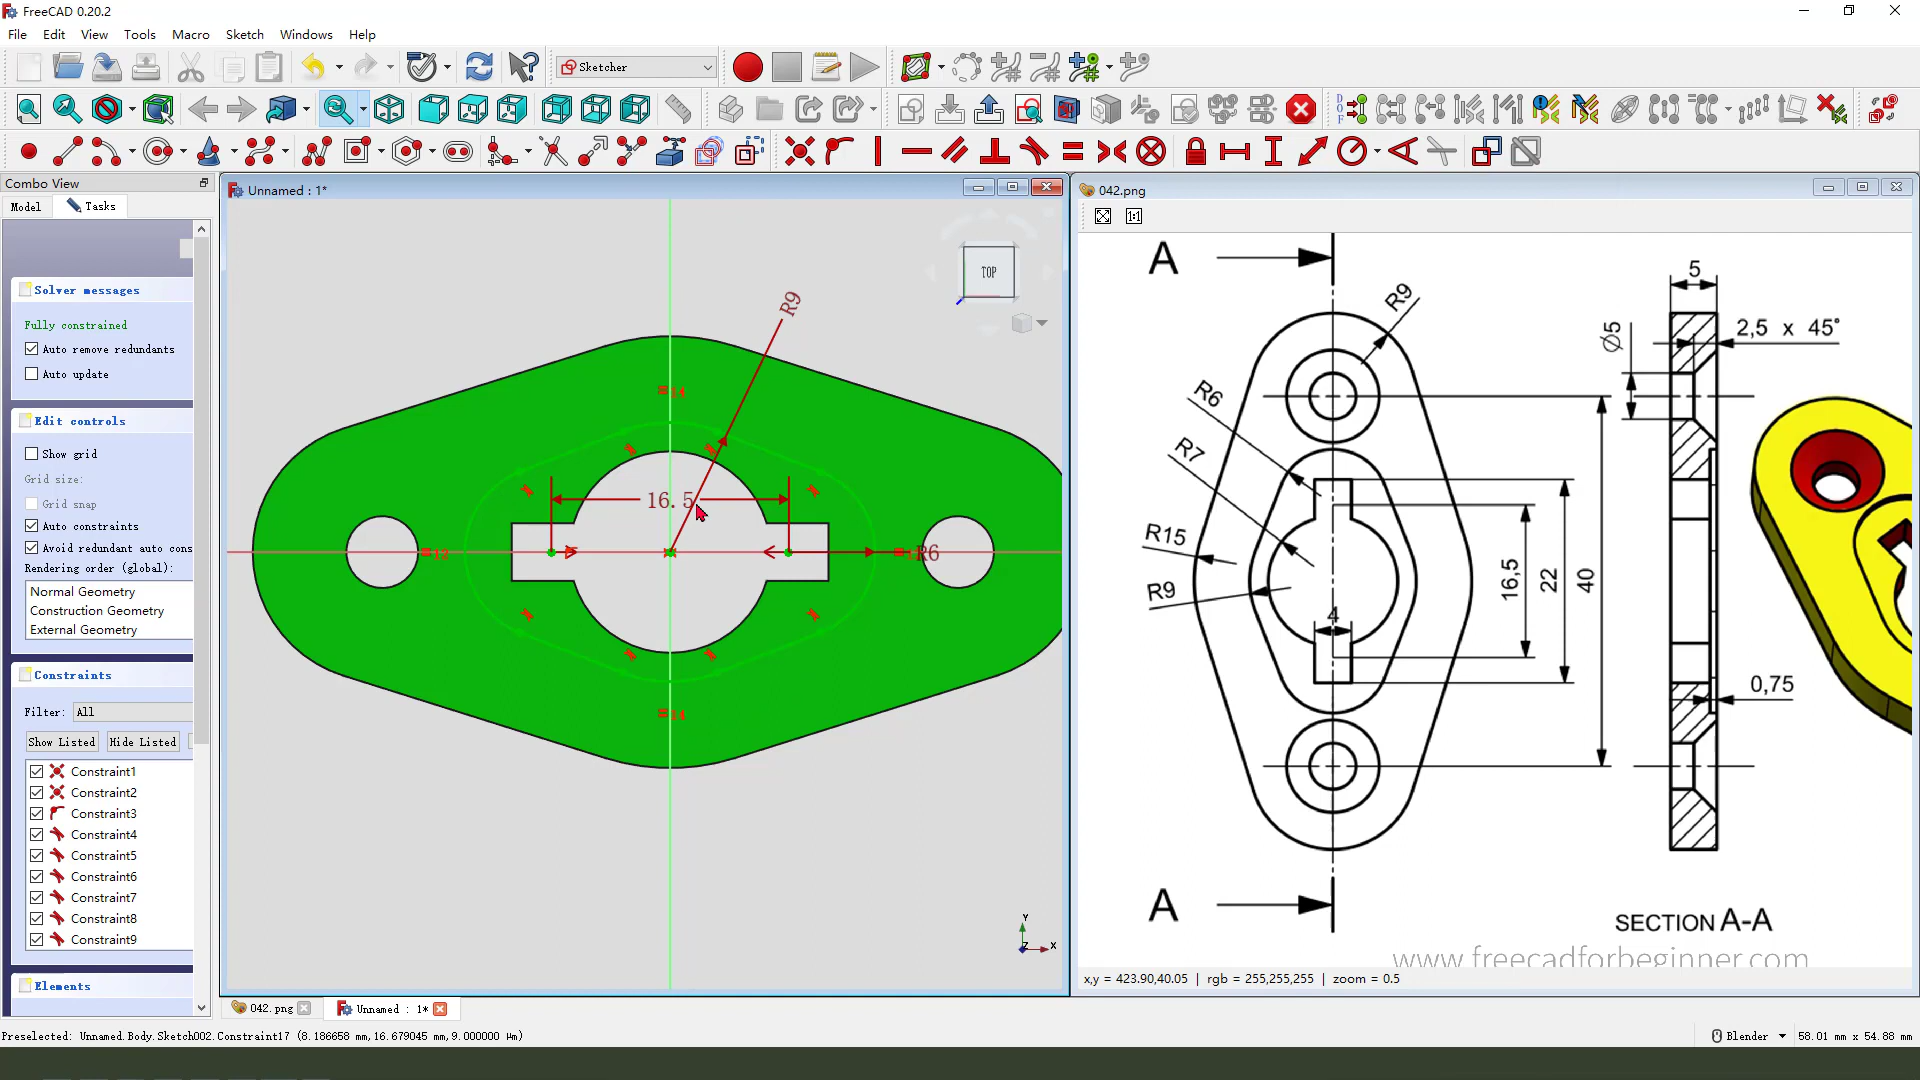 FreeCAD 0.20.2
File Edit View Tools Macro Sketch Windows Help
Sketcher
Combo View
Model Tasks
Solver messages
Fully constrained
Auto remove redundants
Auto update
Edit controls
Show grid
Grid size:
Grid snap
Auto constraints
Avoid redundant auto cons
Rendering order (global):
Normal Geometry
Construction Geometry
External Geometry
Constraints
Filter: All
Show Listed Hide Listed
Constraint1
Constraint2
Constraint3
Constraint4
Constraint5
Constraint6
Constraint7
Constraint8
Constraint9
Elements
Unnamed : 1*
TOP
R9
14
16.5
12
R6
14
Y
Z X
042.png
1:1
A
R9
5
Ø5
2,5 x 45°
R6
R7
R15
R9
4
16,5
22
40
0,75
A
SECTION A-A
www.freecadforbeginner.com
x,y = 423.90,40.05 | rgb = 255,255,255 | zoom = 0.5
042.png Unnamed : 1*
Preselected: Unnamed.Body.Sketch002.Constraint17 (8.186658 mm,16.679045 mm,9.000000 µm)
Blender 58.01 mm x 54.88 mm